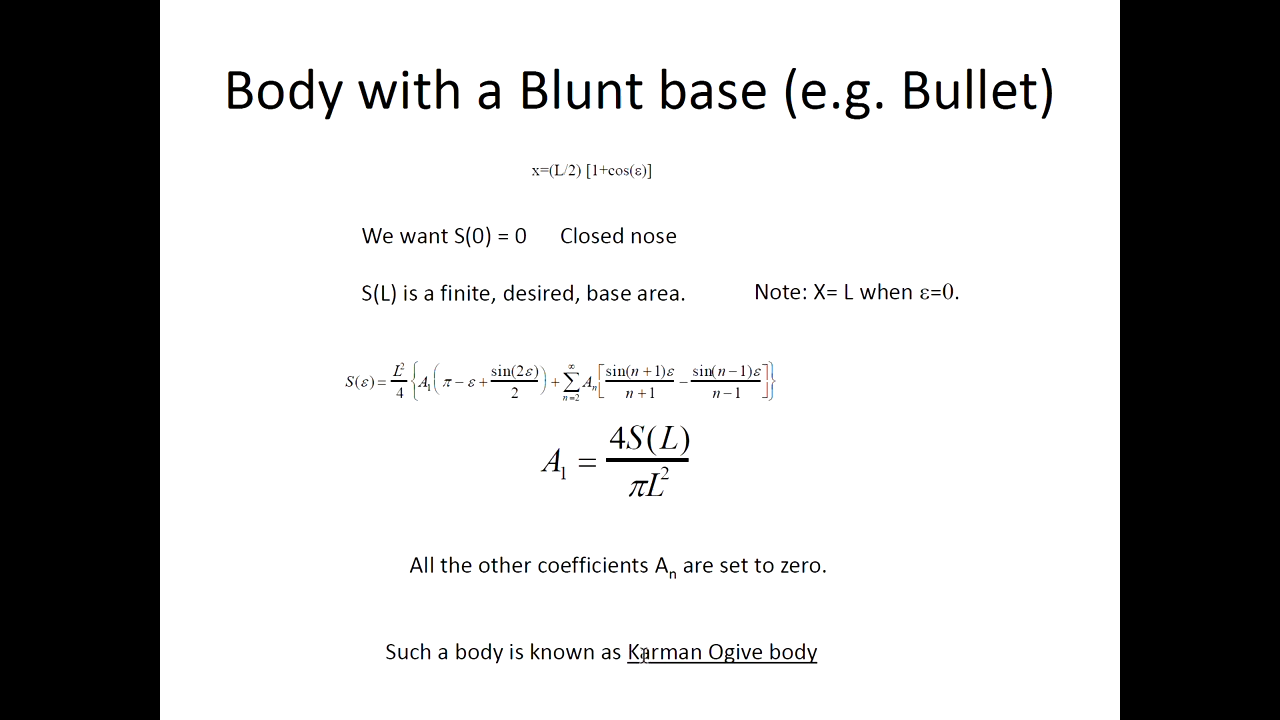 Body with a Blunt base (e.g. Bullet)
x=(L/2) [1+cos(ε)]
We want S(0) = 0 Closed nose
S(L) is a finite, desired, base area. Note: X= L when ε=0.
S(ε) = L²/4 {A₁(π − ε + sin(2ε)/2) + ∑_{n=2}^{∞} Aₙ[sin(n+1)ε/(n+1) − sin(n−1)ε/(n−1)]}
A₁ = 4S(L)/πL²
All the other coefficients Aₙ are set to zero.
Such a body is known as Karman Ogive body